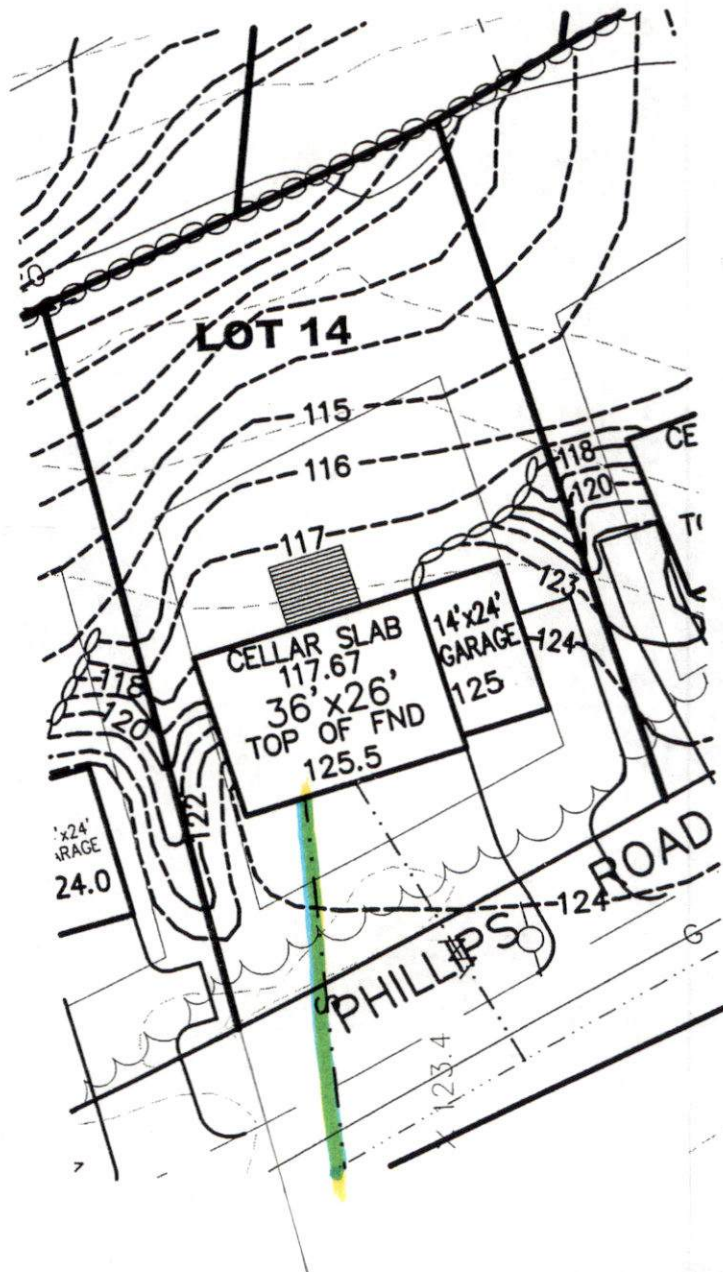 LOT 14
115
116
117
118
120
CE
123
124
CELLAR SLAB
117.67
36'x26'
TOP OF FND
125.5
14'x24'
GARAGE
125
118
120
122
'x24'
ARAGE
24.0
124
PHILLIPS ROAD
S
G
X 123.4